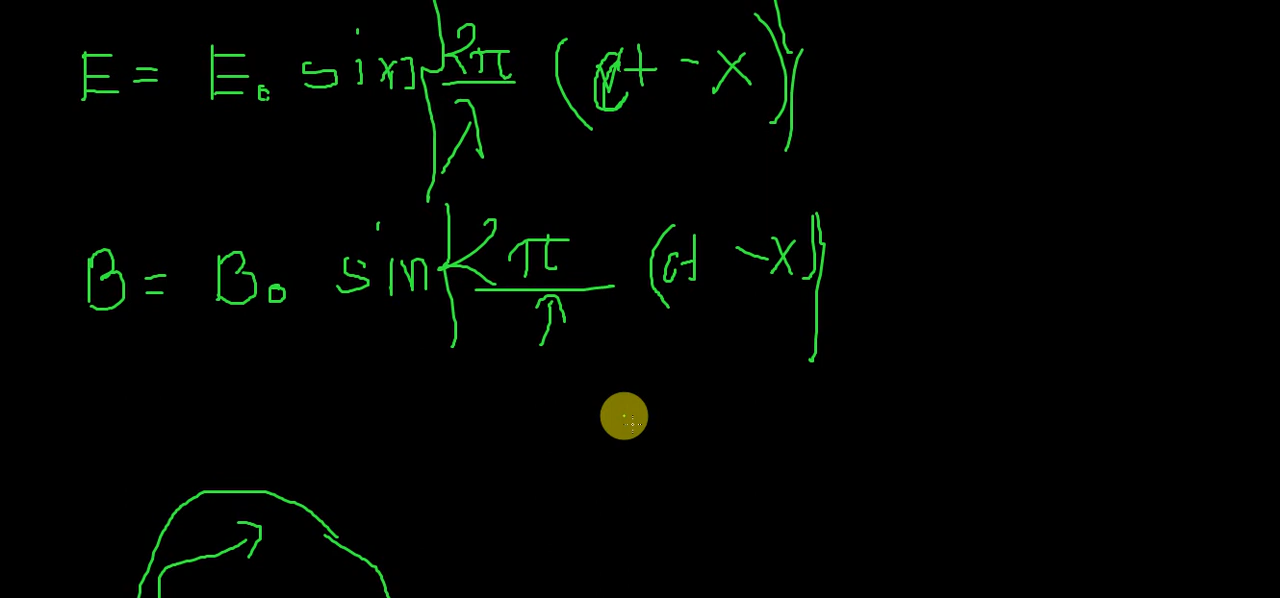 E = E₀ sin[2π/λ (ct - x)]
B = B₀ sin[2π/λ (ct - x)]